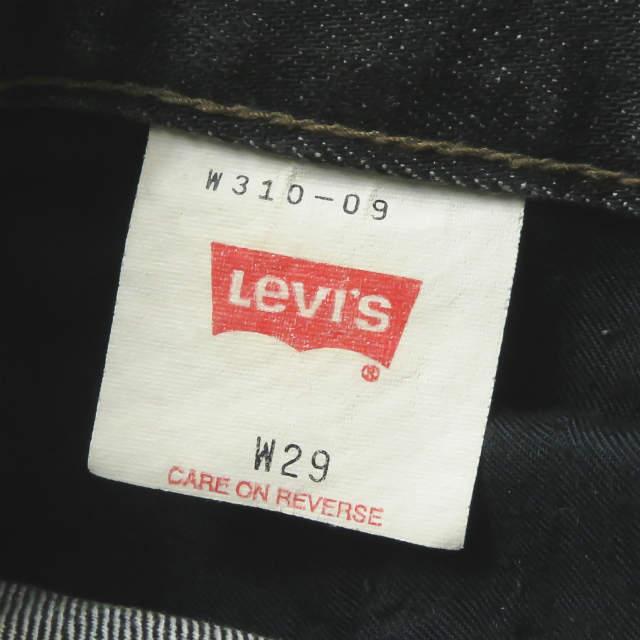 W310-09
Levi's
®
W29
CARE ON REVERSE